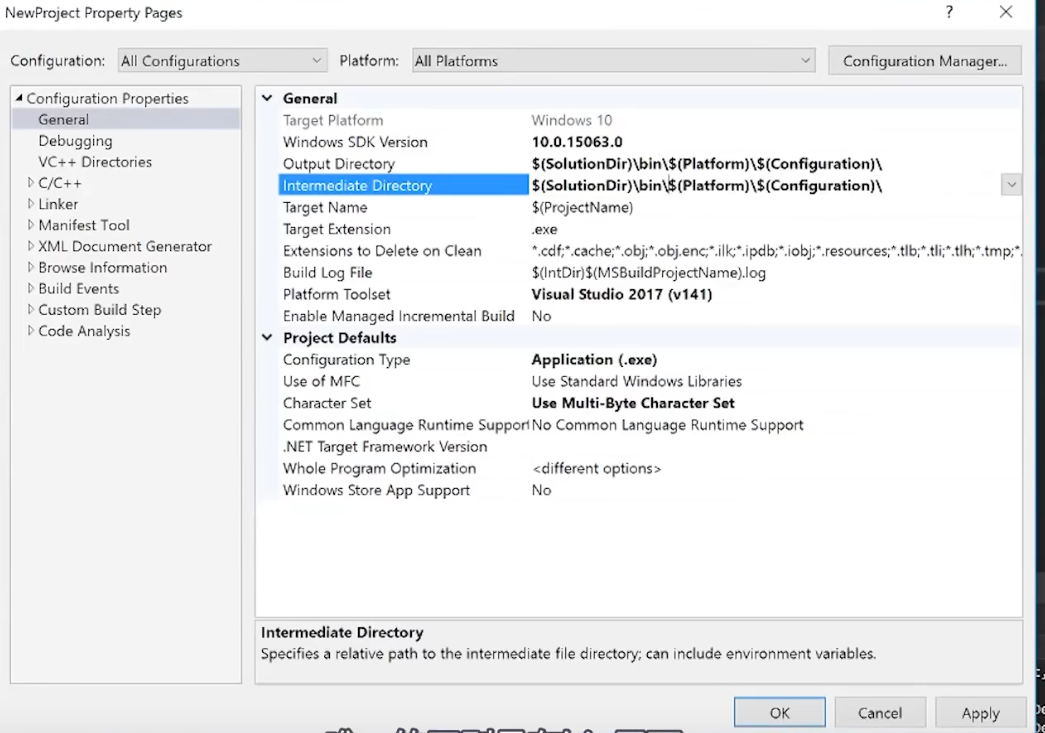 NewProject Property Pages
?
Configuration: All Configurations Platform: All Platforms Configuration Manager...
Configuration Properties
General
Debugging
VC++ Directories
C/C++
Linker
Manifest Tool
XML Document Generator
Browse Information
Build Events
Custom Build Step
Code Analysis
General
Target Platform Windows 10
Windows SDK Version 10.0.15063.0
Output Directory $(SolutionDir)\bin\$(Platform)\$(Configuration)\
Intermediate Directory $(SolutionDir)\bin\$(Platform)\$(Configuration)\
Target Name $(ProjectName)
Target Extension .exe
Extensions to Delete on Clean *.cdf;*.cache;*.obj;*.obj.enc;*.ilk;*.ipdb;*.iobj;*.resources;*.tlb;*.tli;*.tlh;*.tmp;*.
Build Log File $(IntDir)$(MSBuildProjectName).log
Platform Toolset Visual Studio 2017 (v141)
Enable Managed Incremental Build No
Project Defaults
Configuration Type Application (.exe)
Use of MFC Use Standard Windows Libraries
Character Set Use Multi-Byte Character Set
Common Language Runtime Support No Common Language Runtime Support
.NET Target Framework Version
Whole Program Optimization <different options>
Windows Store App Support No
Intermediate Directory
Specifies a relative path to the intermediate file directory; can include environment variables.
OK Cancel Apply